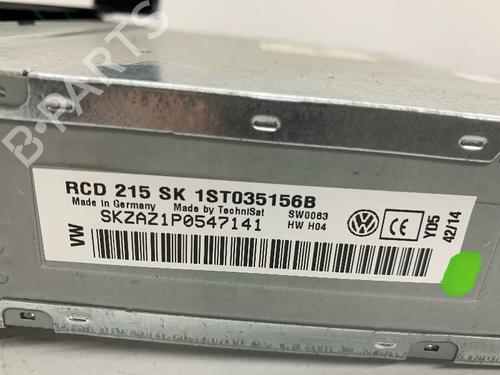 B-PARTS
RCD 215 SK 1ST035156B
Made in Germany Made by TechniSat SW0063
SKZAZ1P0547141 HW H04
VW
CE
Y05
42/14